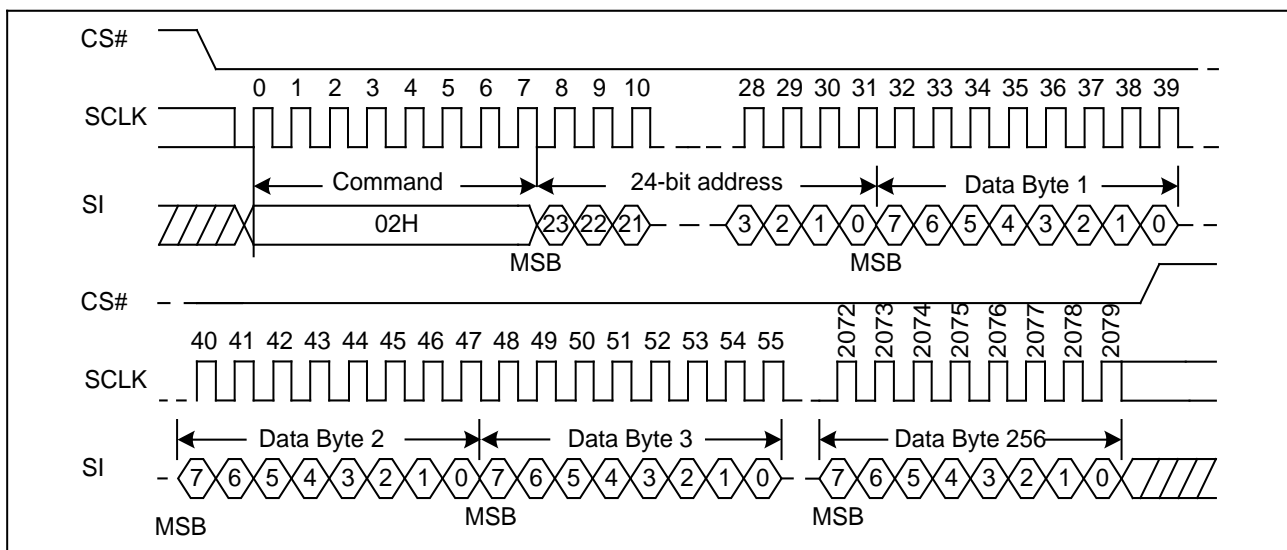 CS#
0 1 2 3 4 5 6 7 8 9 10 28 29 30 31 32 33 34 35 36 37 38 39
SCLK
Command 24-bit address Data Byte 1
SI
02H 23 22 21 3 2 1 0 7 6 5 4 3 2 1 0
MSB MSB
CS#
40 41 42 43 44 45 46 47 48 49 50 51 52 53 54 55 2072 2073 2074 2075 2076 2077 2078 2079
SCLK
Data Byte 2 Data Byte 3 Data Byte 256
SI
7 6 5 4 3 2 1 0 7 6 5 4 3 2 1 0 7 6 5 4 3 2 1 0
MSB MSB MSB